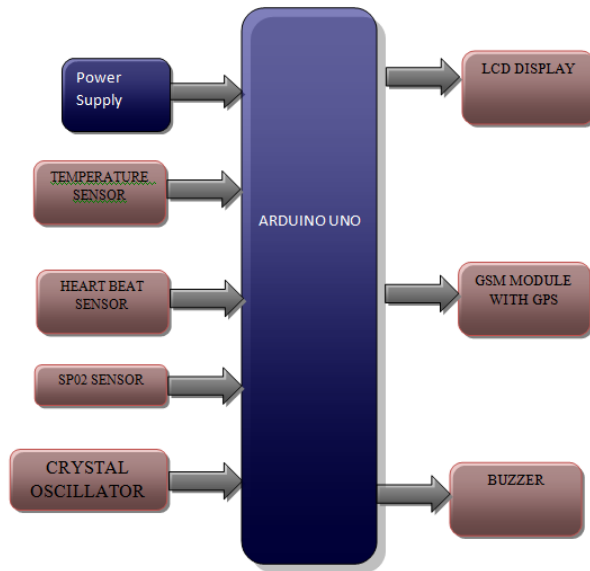 Power
Supply
TEMPERATURE
SENSOR
HEART BEAT
SENSOR
SP02 SENSOR
CRYSTAL
OSCILLATOR
ARDUINO UNO
LCD DISPLAY
GSM MODULE
WITH GPS
BUZZER